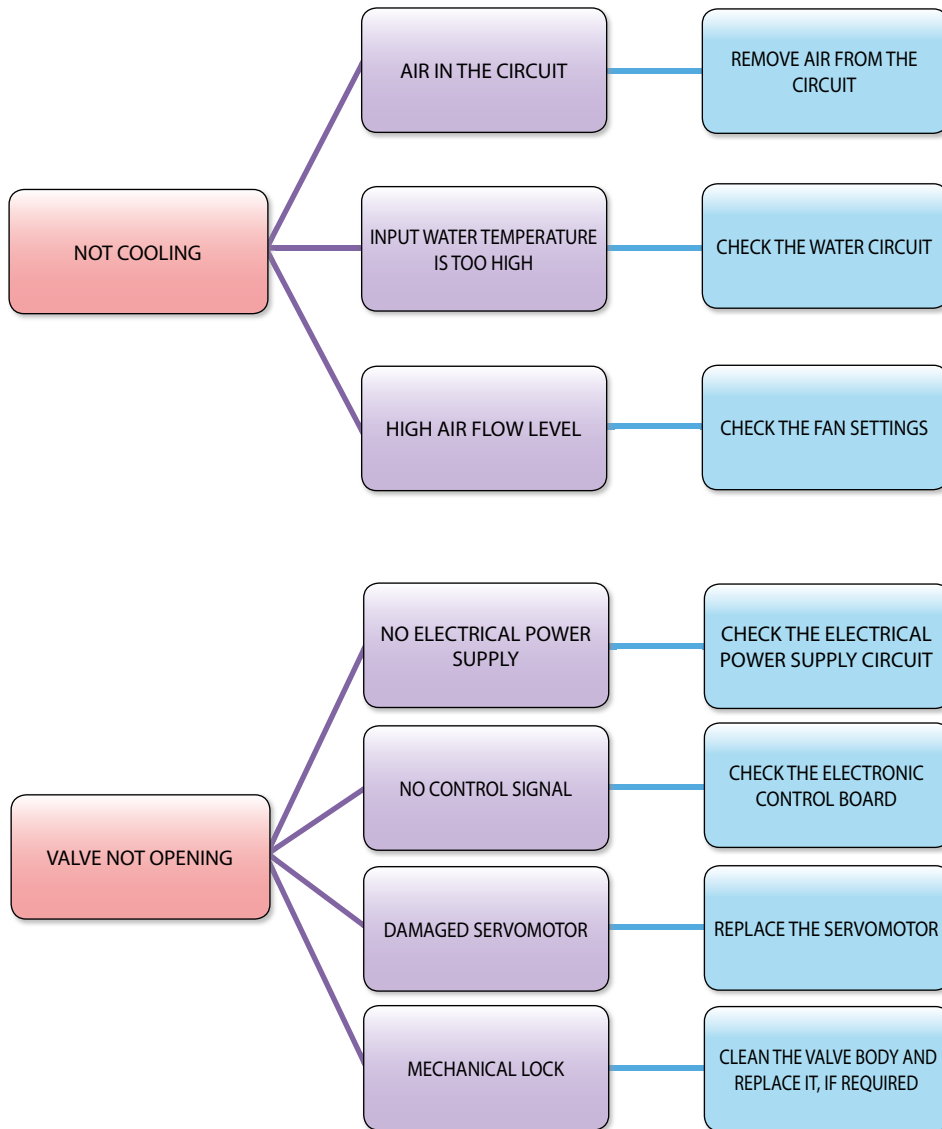 AIR IN THE CIRCUIT
REMOVE AIR FROM THE
CIRCUIT
NOT COOLING
INPUT WATER TEMPERATURE
IS TOO HIGH
CHECK THE WATER CIRCUIT
HIGH AIR FLOW LEVEL
CHECK THE FAN SETTINGS
NO ELECTRICAL POWER
SUPPLY
CHECK THE ELECTRICAL
POWER SUPPLY CIRCUIT
NO CONTROL SIGNAL
CHECK THE ELECTRONIC
CONTROL BOARD
VALVE NOT OPENING
DAMAGED SERVOMOTOR
REPLACE THE SERVOMOTOR
MECHANICAL LOCK
CLEAN THE VALVE BODY AND
REPLACE IT, IF REQUIRED